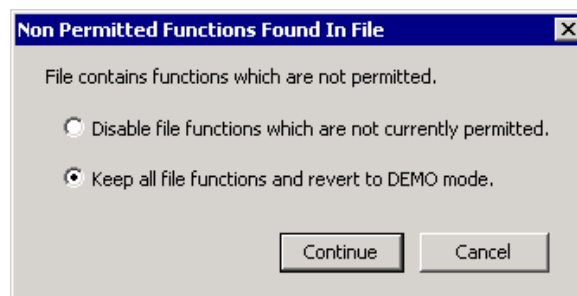 Non Permitted Functions Found In File
File contains functions which are not permitted.
Disable file functions which are not currently permitted.
Keep all file functions and revert to DEMO mode.
Continue Cancel